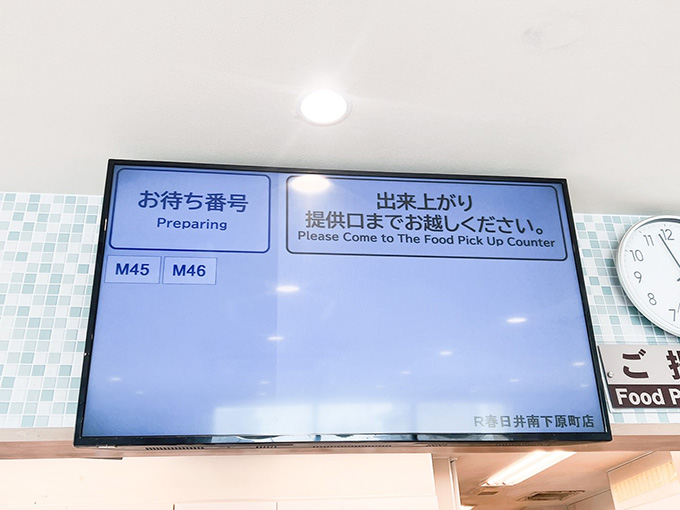 お待ち番号
Preparing
出来上がり
提供口までお越しください。
Please Come to The Food Pick Up Counter
M45 M46
R春日井南下原町店
10 11 12
9
8
7
ご
Food P